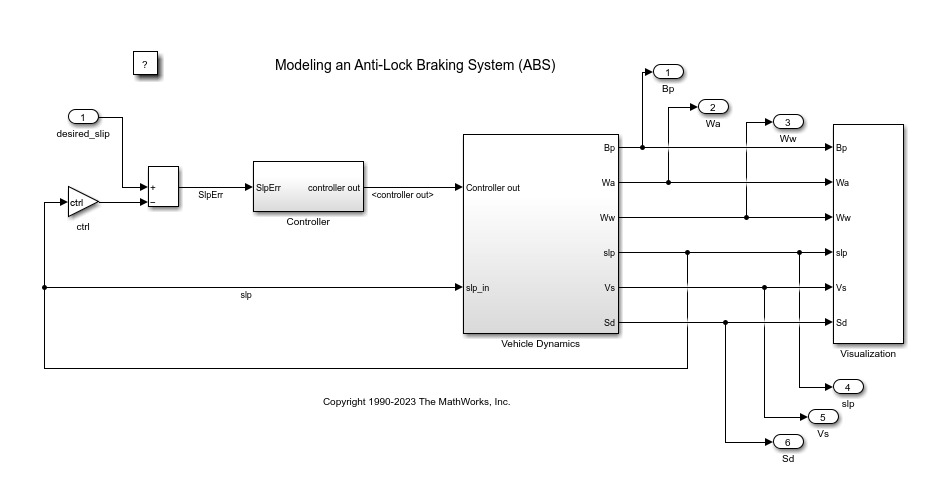 ?
Modeling an Anti-Lock Braking System (ABS)
1
Bp
2
Wa
3
Ww
1
desired_slip
ctrl
ctrl
+
−
SlpErr
SlpErr
controller out
Controller
<controller out>
Controller out
slp_in
Bp
Wa
Ww
slp
Vs
Sd
Vehicle Dynamics
slp
Bp
Wa
Ww
slp
Vs
Sd
Visualization
4
slp
5
Vs
6
Sd
Copyright 1990-2023 The MathWorks, Inc.